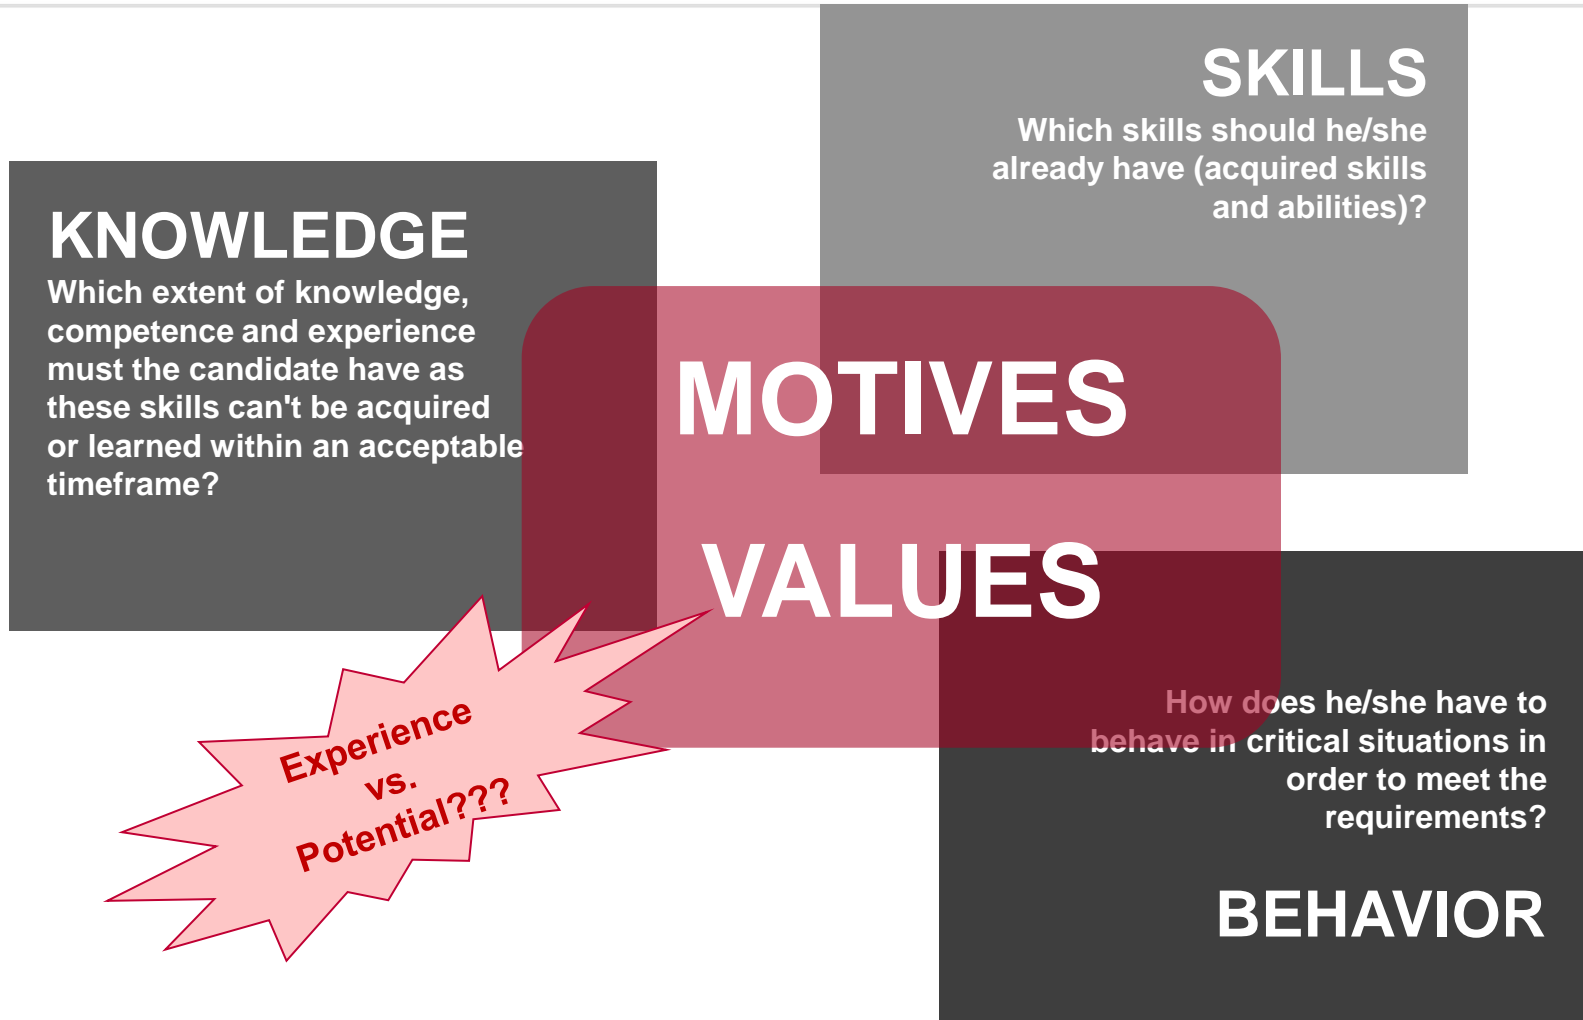 SKILLS
Which skills should he/she
already have (acquired skills
and abilities)?
KNOWLEDGE
Which extent of knowledge,
competence and experience
must the candidate have as
these skills can't be acquired
or learned within an acceptable
timeframe?
MOTIVES
VALUES
Experience
vs.
Potential???
How does he/she have to
behave in critical situations in
order to meet the
requirements?
BEHAVIOR